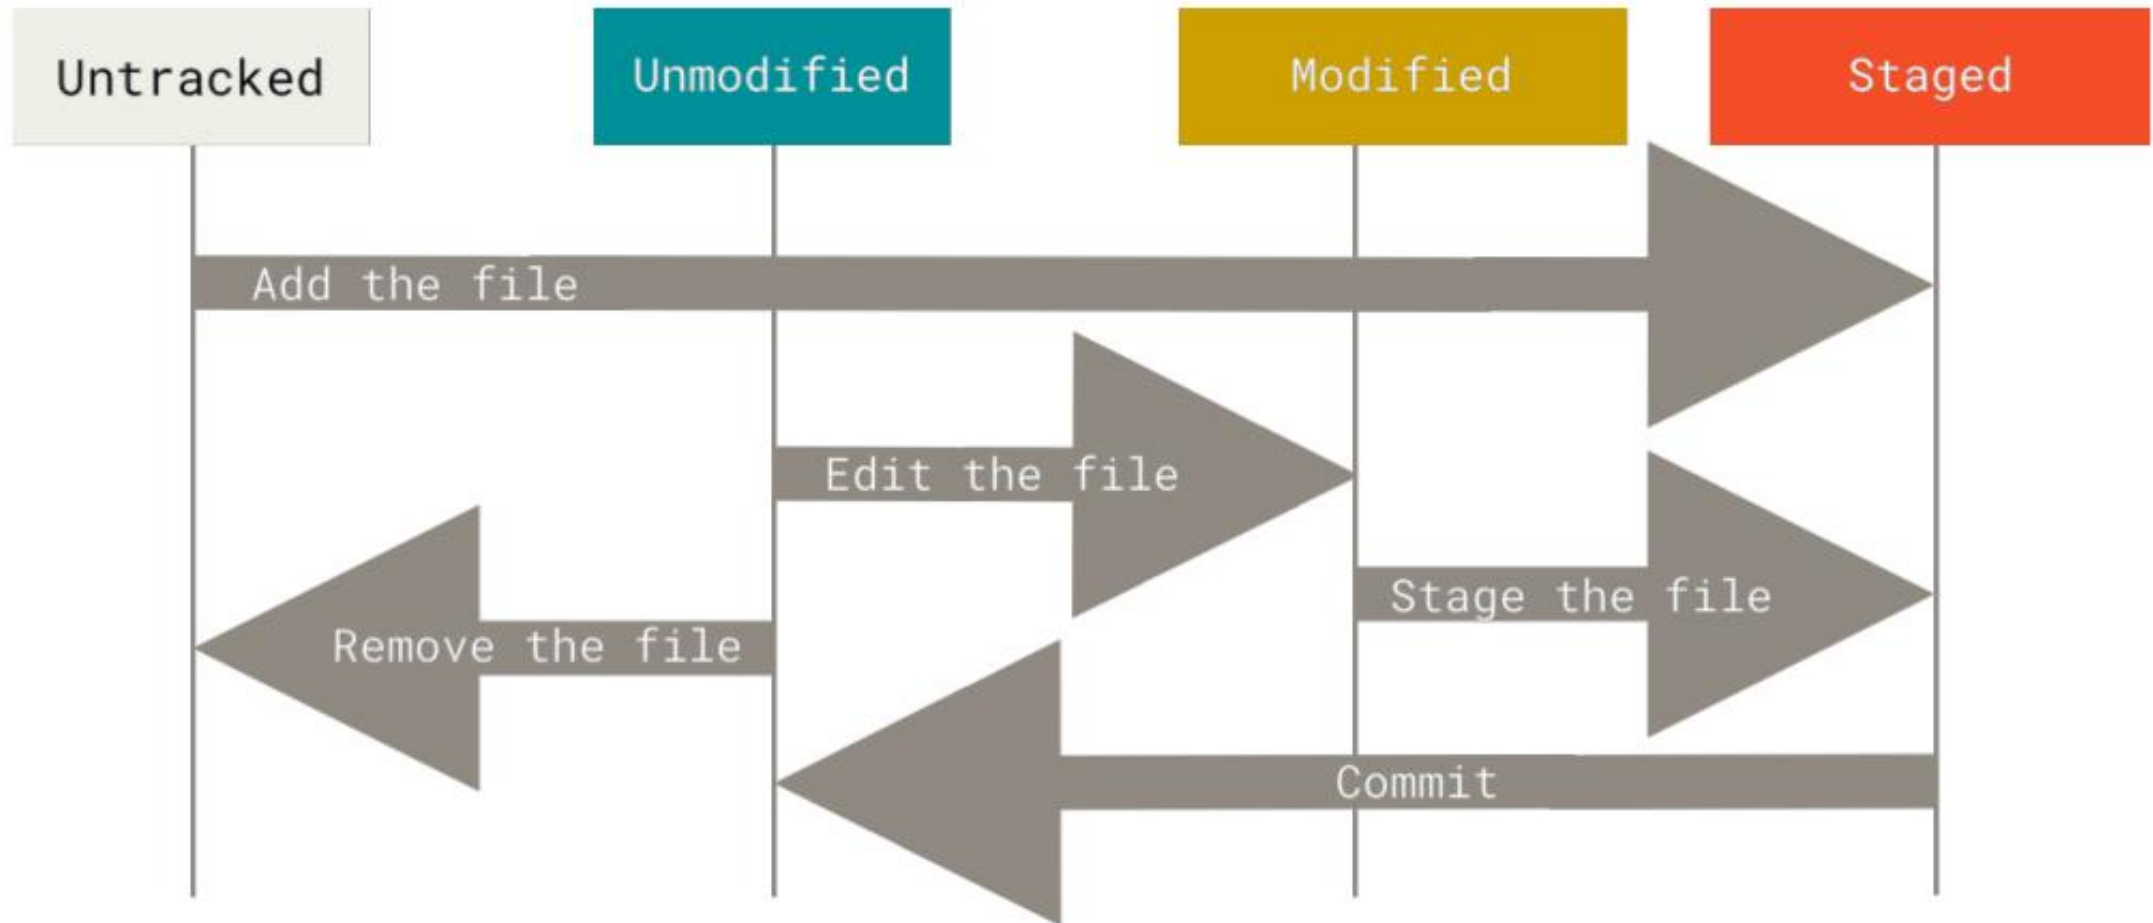 Untracked
Unmodified
Modified
Staged
Add the file
Edit the file
Stage the file
Remove the file
Commit